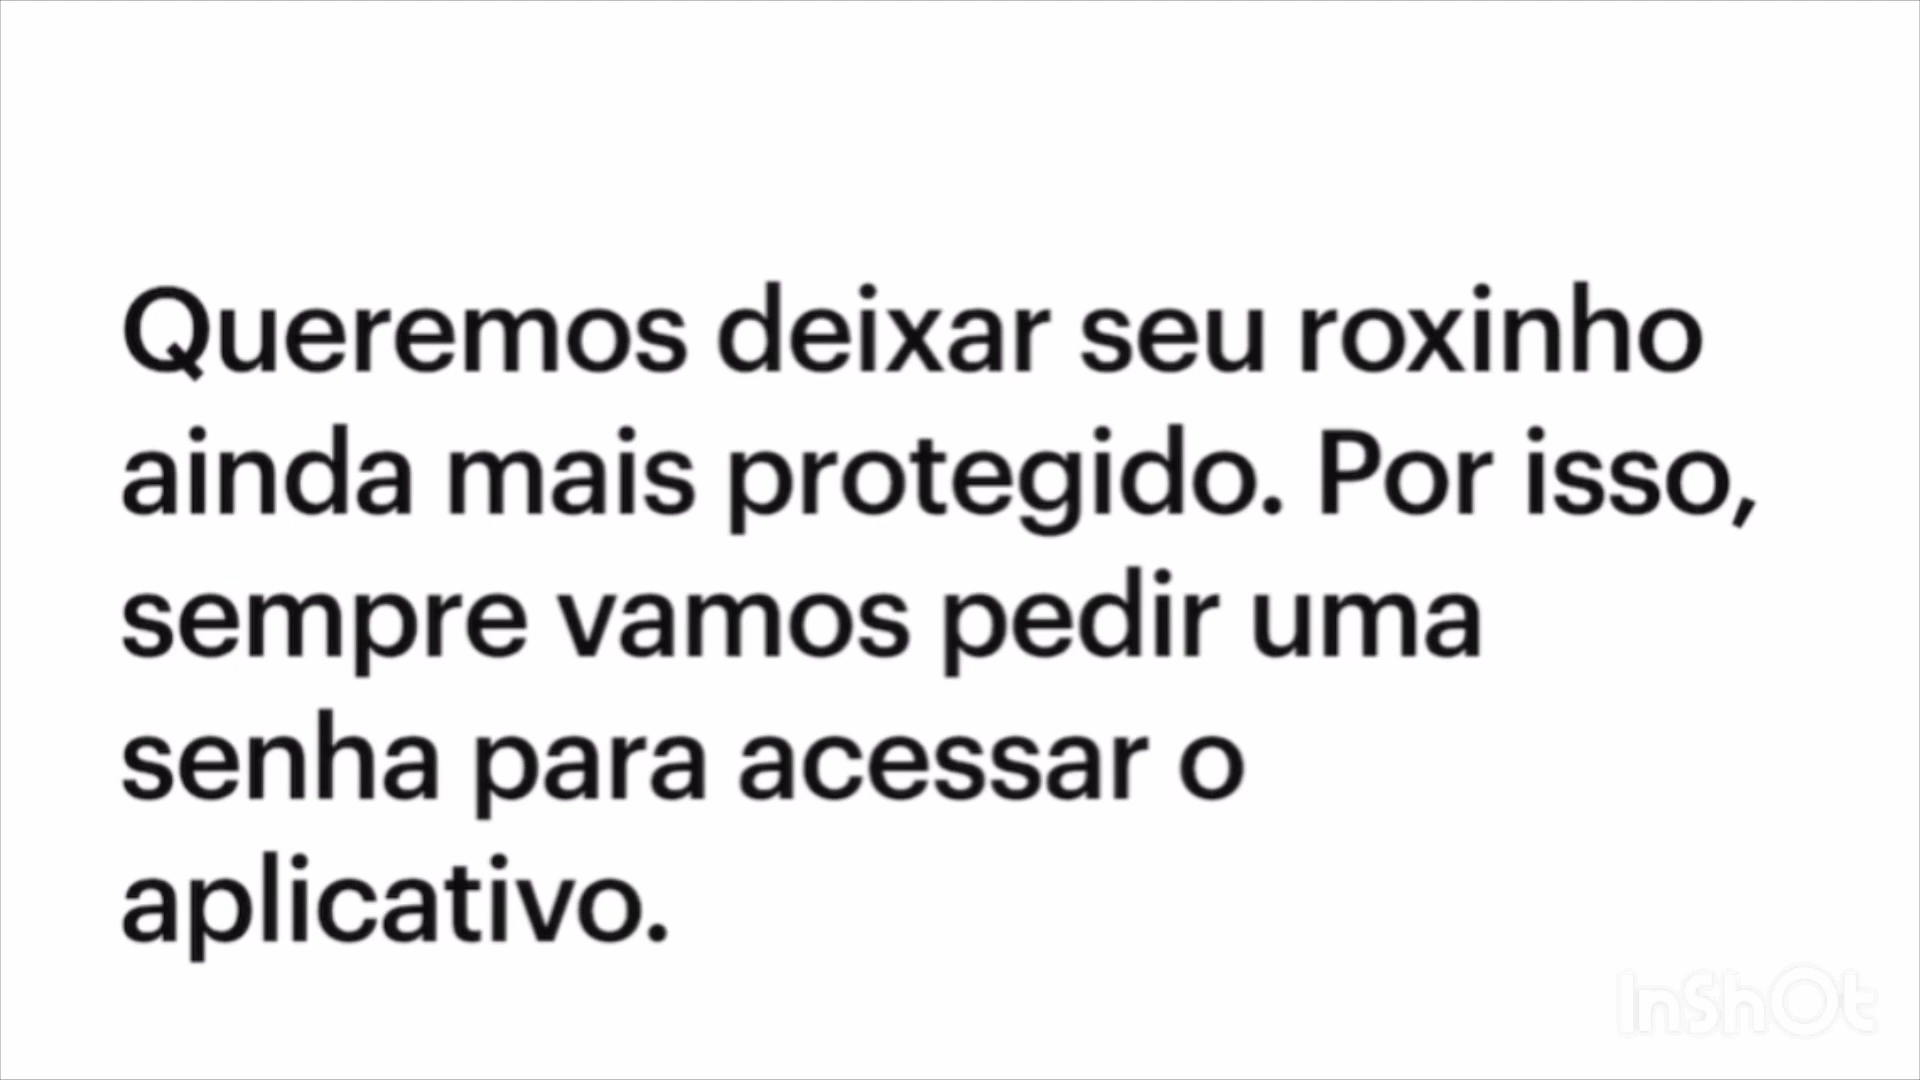 Queremos deixar seu roxinho
ainda mais protegido. Por isso,
sempre vamos pedir uma
senha para acessar o
aplicativo.
InShOt